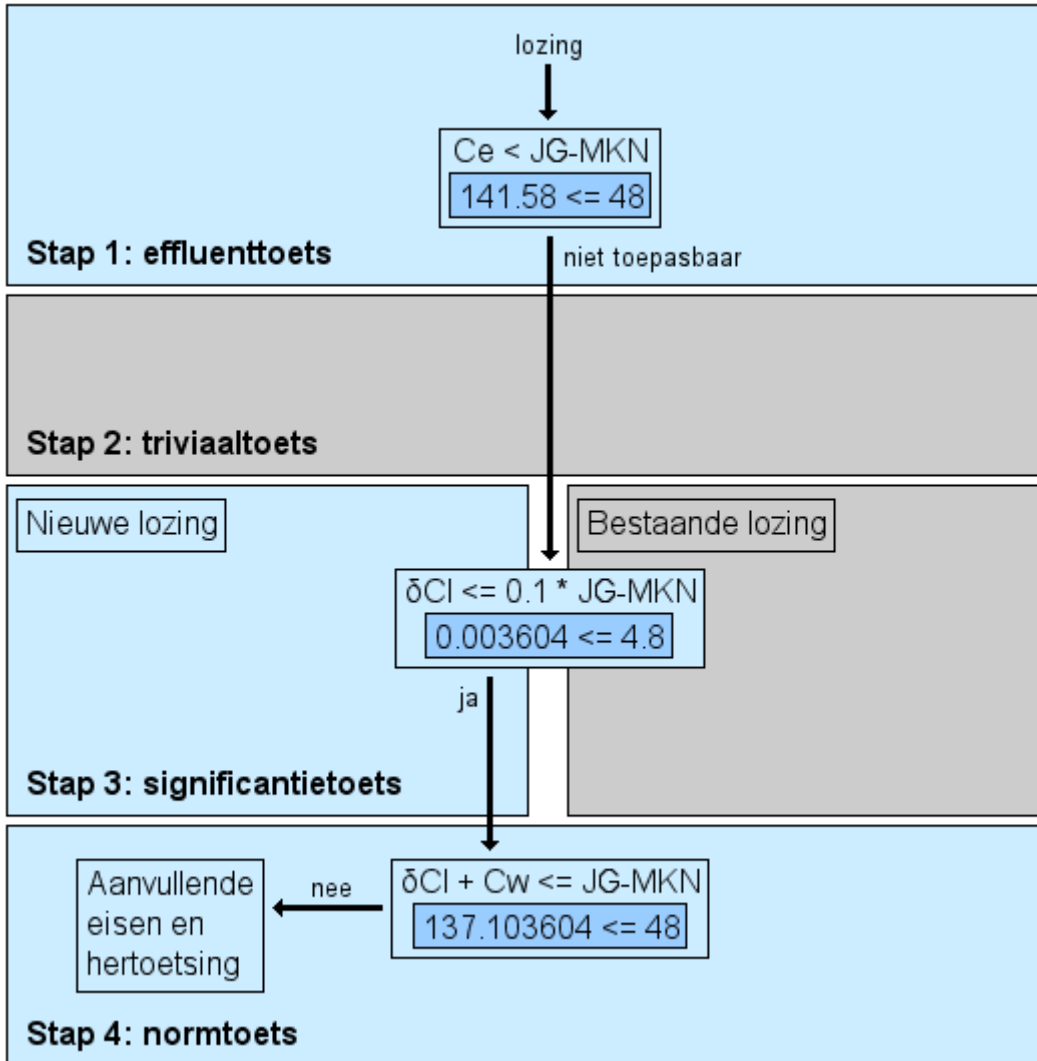 lozing
Ce < JG-MKN
141.58 <= 48
Stap 1: effluenttoets
niet toepasbaar
Stap 2: triviaaltoets
Nieuwe lozing
Bestaande lozing
δCl <= 0.1 * JG-MKN
0.003604 <= 4.8
ja
Stap 3: significantietoets
δCl + Cw <= JG-MKN
137.103604 <= 48
nee
Aanvullende
eisen en
hertoetsing
Stap 4: normtoets